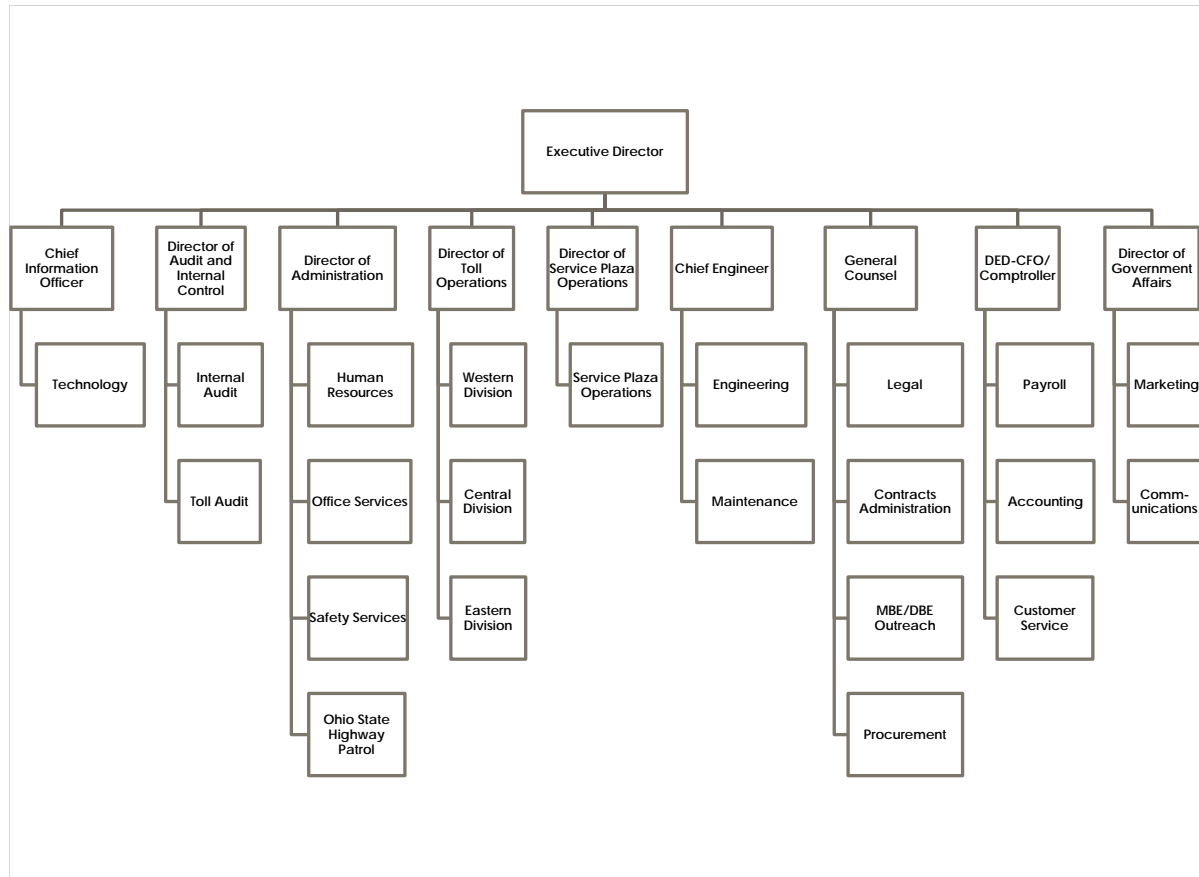 Executive Director
Chief
Information
Officer
Director of
Audit and
Internal
Control
Director of
Administration
Director of
Toll
Operations
Director of
Service Plaza
Operations
Chief Engineer
General
Counsel
DED-CFO/
Comptroller
Director of
Government
Affairs
Technology
Internal
Audit
Human
Resources
Western
Division
Service Plaza
Operations
Engineering
Legal
Payroll
Marketing
Toll Audit
Office Services
Central
Division
Maintenance
Contracts
Administration
Accounting
Comm-
unications
Safety Services
Eastern
Division
MBE/DBE
Outreach
Customer
Service
Ohio State
Highway
Patrol
Procurement